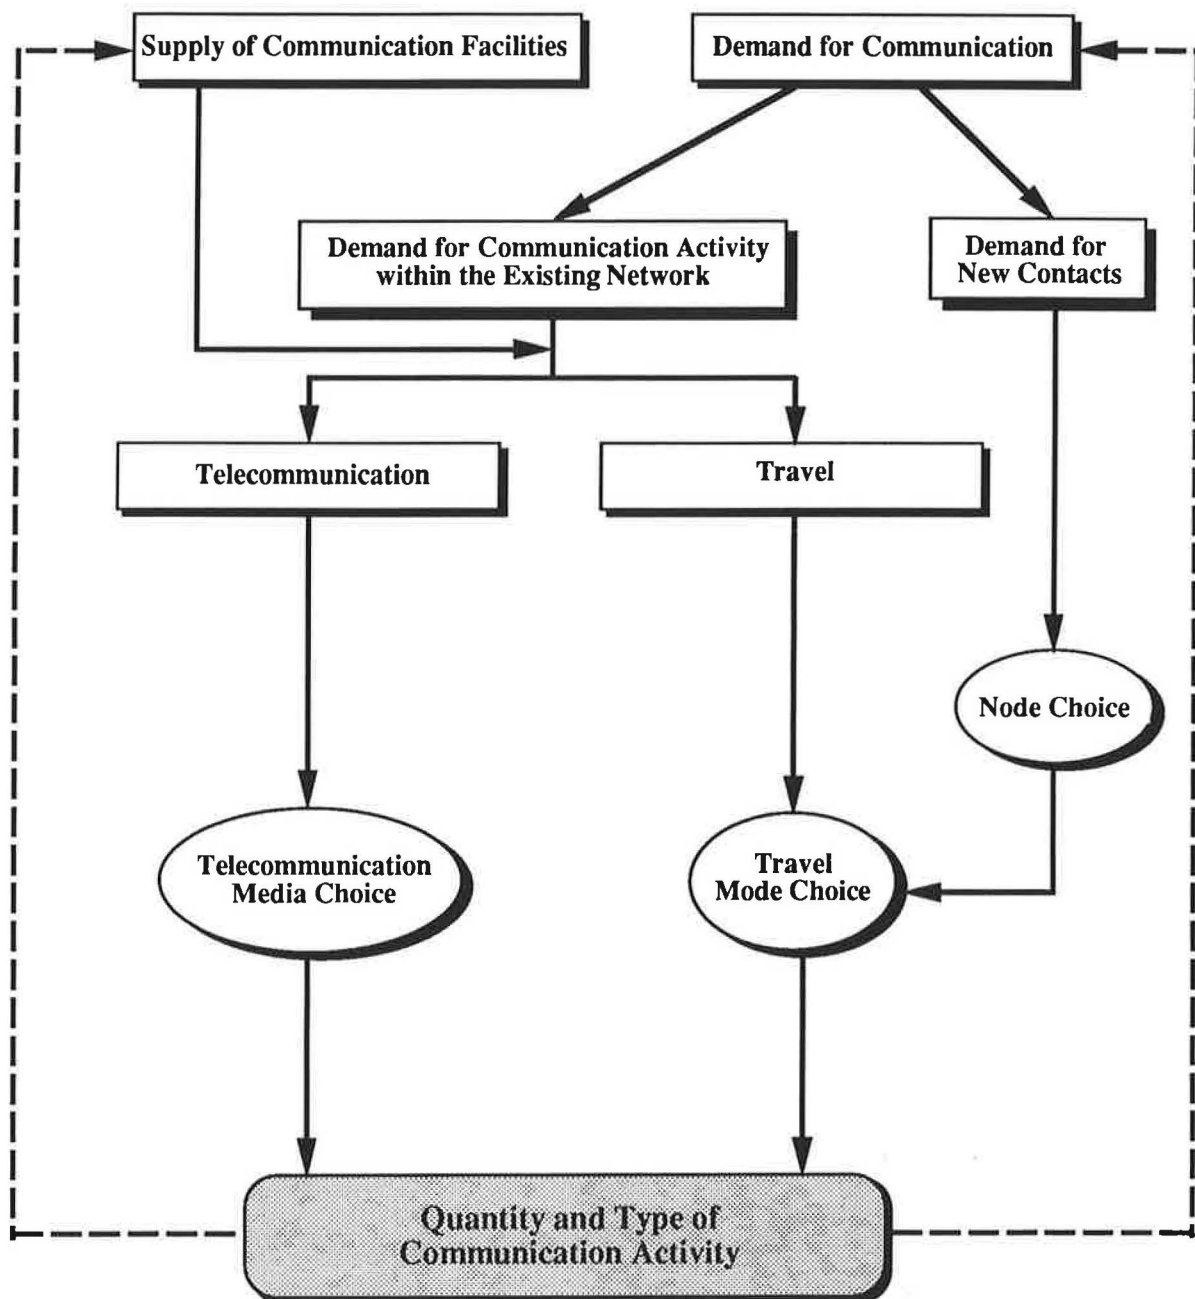 Supply of Communication Facilities
Demand for Communication
Demand for Communication Activity
within the Existing Network
Demand for
New Contacts
Telecommunication
Travel
Node Choice
Telecommunication
Media Choice
Travel
Mode Choice
Quantity and Type of
Communication Activity